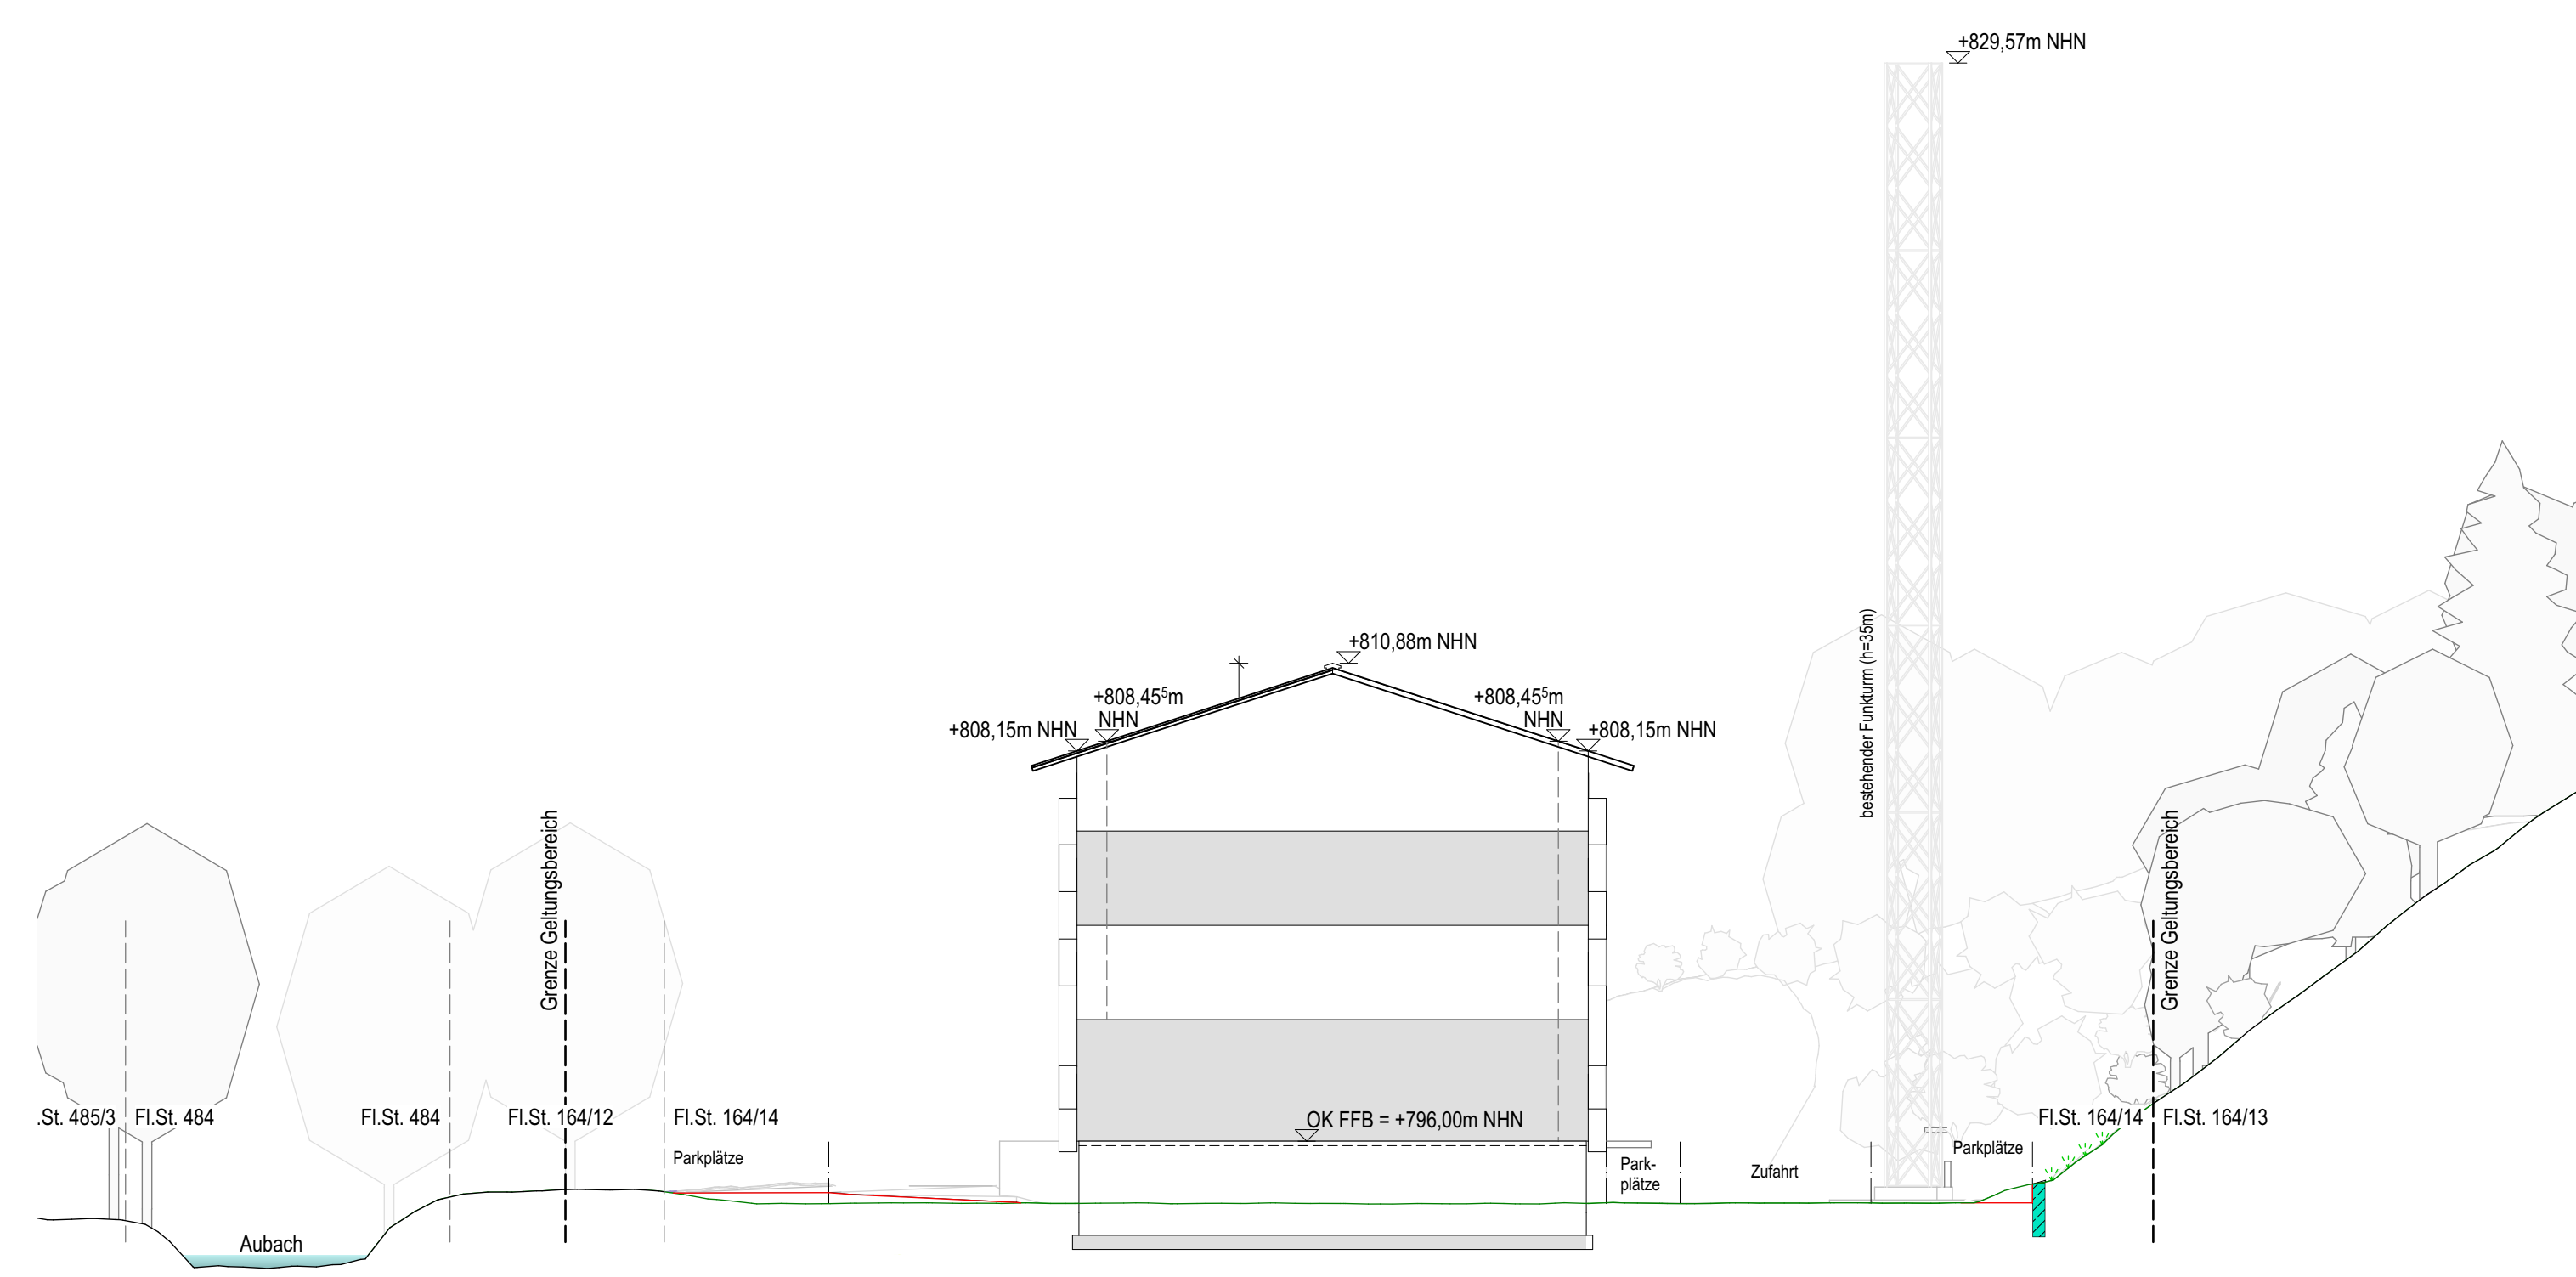 +829,57m NHN
bestehender Funkturm (h=35m)
+810,88m NHN
+808,45⁵m
NHN
+808,45⁵m
NHN
+808,15m NHN
+808,15m NHN
Grenze Geltungsbereich
Grenze Geltungsbereich
.St. 485/3
Fl.St. 484
Fl.St. 484
Fl.St. 164/12
Fl.St. 164/14
OK FFB = +796,00m NHN
Fl.St. 164/14
Fl.St. 164/13
Parkplätze
Park-
plätze
Zufahrt
Parkplätze
Aubach